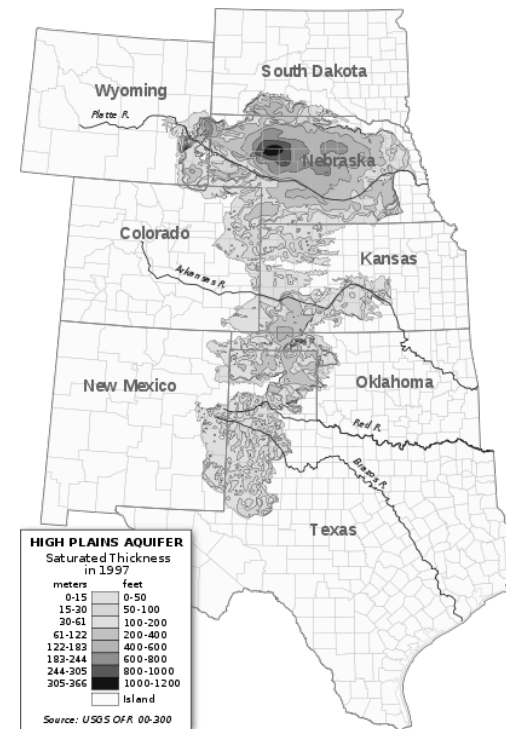 South Dakota
Wyoming
Platte R.
Nebraska
Colorado
Kansas
Arkansas R.
New Mexico
Oklahoma
Red R.
Brazos R.
Texas
HIGH PLAINS AQUIFER
Saturated Thickness
in 1997
meters feet
0-15 0-50
15-30 50-100
30-61 100-200
61-122 200-400
122-183 400-600
183-244 600-800
244-305 800-1000
305-366 1000-1200
Island
Source: USGS OFR 00-300